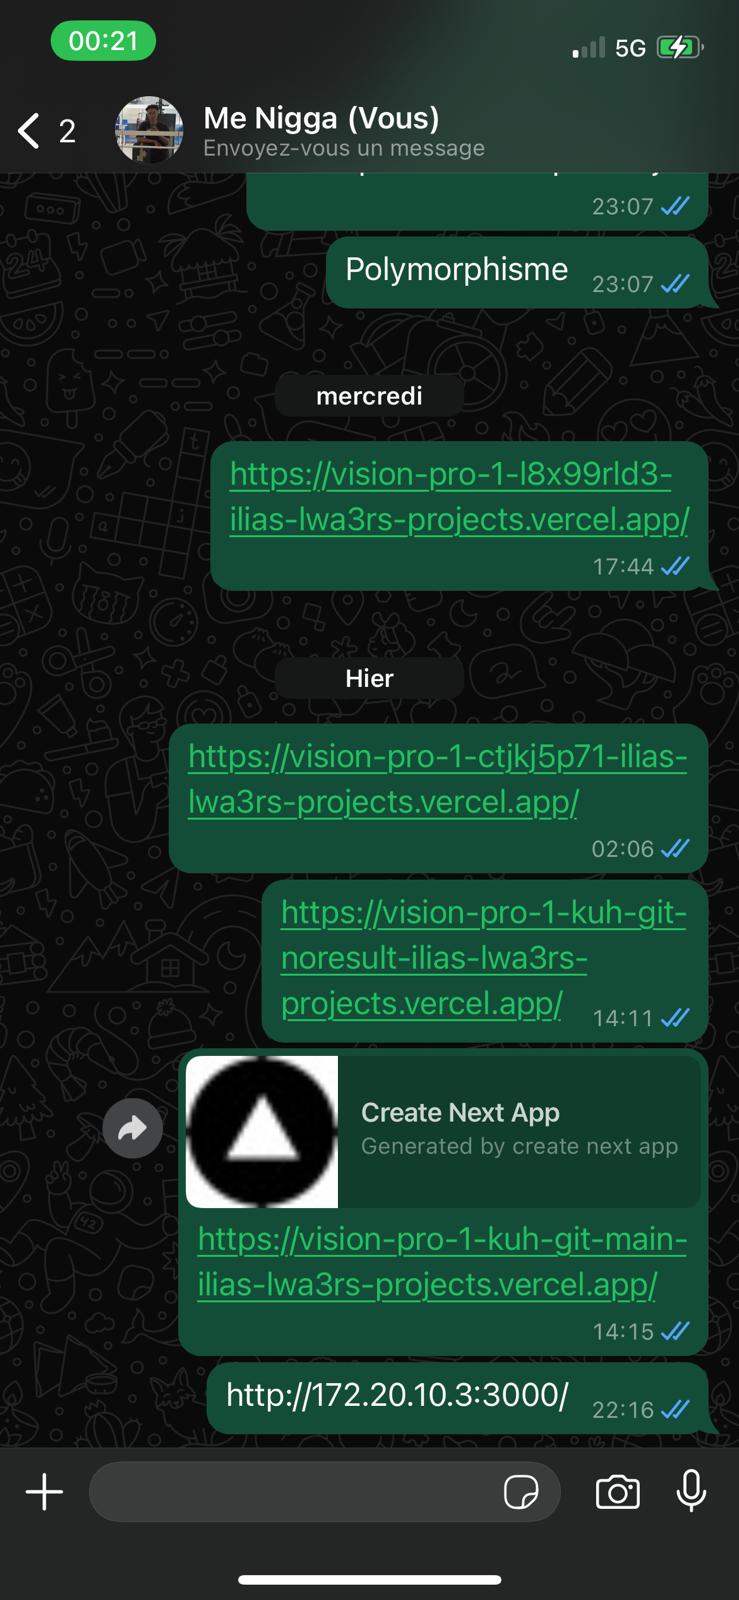 00:21
5G
2
Me Nigga (Vous)
Envoyez-vous un message
23:07
Polymorphisme
23:07
mercredi
https://vision-pro-1-l8x99rld3-
ilias-lwa3rs-projects.vercel.app/
17:44
Hier
https://vision-pro-1-ctjkj5p71-ilias-
lwa3rs-projects.vercel.app/
02:06
https://vision-pro-1-kuh-git-
noresult-ilias-lwa3rs-
projects.vercel.app/
14:11
Create Next App
Generated by create next app
https://vision-pro-1-kuh-git-main-
ilias-lwa3rs-projects.vercel.app/
14:15
http://172.20.10.3:3000/
22:16